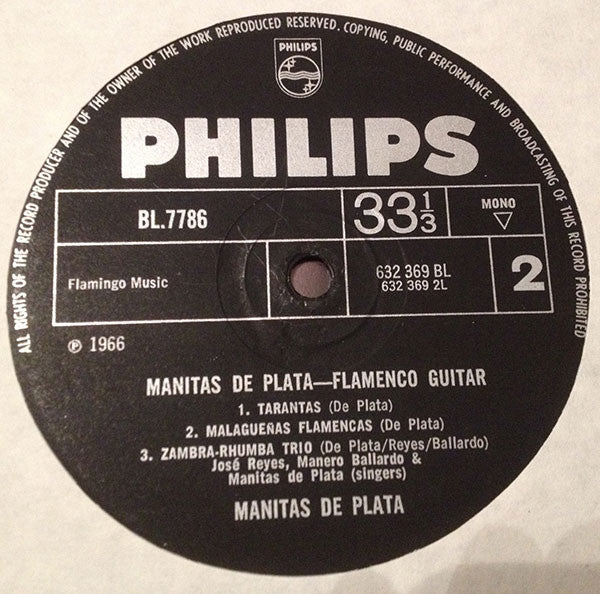 ALL RIGHTS OF THE RECORD PRODUCER AND OF THE OWNER OF THE WORK REPRODUCED RESERVED. COPYING, PUBLIC PERFORMANCE AND BROADCASTING OF THIS RECORD PROHIBITED
PHILIPS
PHILIPS
BL.7786
33 1/3
MONO
Flamingo Music
632 369 BL
632 369 2L
2
Ⓟ 1966
MANITAS DE PLATA—FLAMENCO GUITAR
1. TARANTAS (De Plata)
2. MALAGUEÑAS FLAMENCAS (De Plata)
3. ZAMBRA-RHUMBA TRIO (De Plata/Reyes/Ballardo)
José Reyes, Manero Ballardo &
Manitas de Plata (singers)
MANITAS DE PLATA